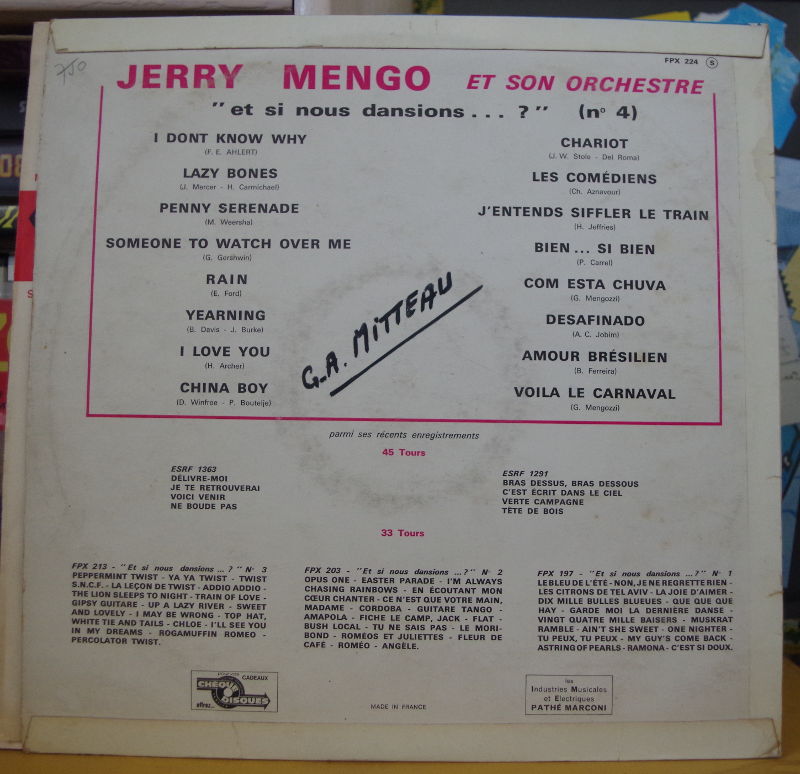 750
FPX 224 S
JERRY MENGO ET SON ORCHESTRE
"et si nous dansions... ?" (n° 4)
I DONT KNOW WHY
(F. E. AHLERT)
LAZY BONES
(J. Mercer - H. Carmichael)
PENNY SERENADE
(M. Weersha)
SOMEONE TO WATCH OVER ME
(G. Gershwin)
RAIN
(E. Ford)
YEARNING
(B. Davis - J. Burke)
I LOVE YOU
(H. Archer)
CHINA BOY
(D. Winfree - P. Bouteije)
CHARIOT
(J. W. Stole - Del Roma)
LES COMÉDIENS
(Ch. Aznavour)
J'ENTENDS SIFFLER LE TRAIN
(H. Jeffries)
BIEN... SI BIEN
(P. Carrel)
COM ESTA CHUVA
(G. Mengozzi)
DESAFINADO
(A. C. Jobim)
AMOUR BRÉSILIEN
(B. Ferreira)
VOILA LE CARNAVAL
(G. Mengozzi)
G.A. MITTEAU
parmi ses récents enregistrements
45 Tours
ESRF 1363
DÉLIVRE-MOI
JE TE RETROUVERAI
VOICI VENIR
NE BOUDE PAS
ESRF 1291
BRAS DESSUS, BRAS DESSOUS
C'EST ÉCRIT DANS LE CIEL
VERTE CAMPAGNE
TÊTE DE BOIS
33 Tours
FPX 213 - "Et si nous dansions ...?" N° 3
PEPPERMINT TWIST - YA YA TWIST - TWIST
S.N.C.F. - LA LEÇON DE TWIST - ADDIO ADDIO -
THE LION SLEEPS TO NIGHT - TRAIN OF LOVE -
GIPSY GUITARE - UP A LAZY RIVER - SWEET
AND LOVELY - I MAY BE WRONG - TOP HAT,
WHITE TIE AND TAILS - CHLOE - I'LL SEE YOU
IN MY DREAMS - ROGAMUFFIN ROMEO -
PERCOLATOR TWIST.
FPX 203 - "Et si nous dansions ...?" N° 2
OPUS ONE - EASTER PARADE - I'M ALWAYS
CHASING RAINBOWS - EN ÉCOUTANT MON
CŒUR CHANTER - CE N'EST QUE VOTRE MAIN,
MADAME - CORDOBA - GUITARE TANGO -
AMAPOLA - FICHE LE CAMP, JACK - FLAT -
BUSH LOCAL - TU NE SAIS PAS - LE MORI-
BOND - ROMÉOS ET JULIETTES - FLEUR DE
CAFÉ - ROMÉO - ANGÈLE.
FPX 197 - "Et si nous dansions ...?" N° 1
LE BLEU DE L'ÉTÉ - NON, JE NE REGRETTE RIEN -
LES CITRONS DE TEL AVIV - LA JOIE D'AIMER -
DIX MILLE BULLES BLUEUES - QUE QUE QUE
HAY - GARDE MOI LA DERNIÈRE DANSE -
VINGT QUATRE MILLE BAISERS - MUSKRAT
RAMBLE - AIN'T SHE SWEET - ONE NIGHTER -
TU PEUX, TU PEUX - MY GUY'S COME BACK -
A STRING OF PEARLS - RAMONA - C'EST SI DOUX.
pour vos CADEAUX
CHÈQUE DISQUES
offrez...
MADE IN FRANCE
les
Industries Musicales
et Electriques
PATHÉ MARCONI